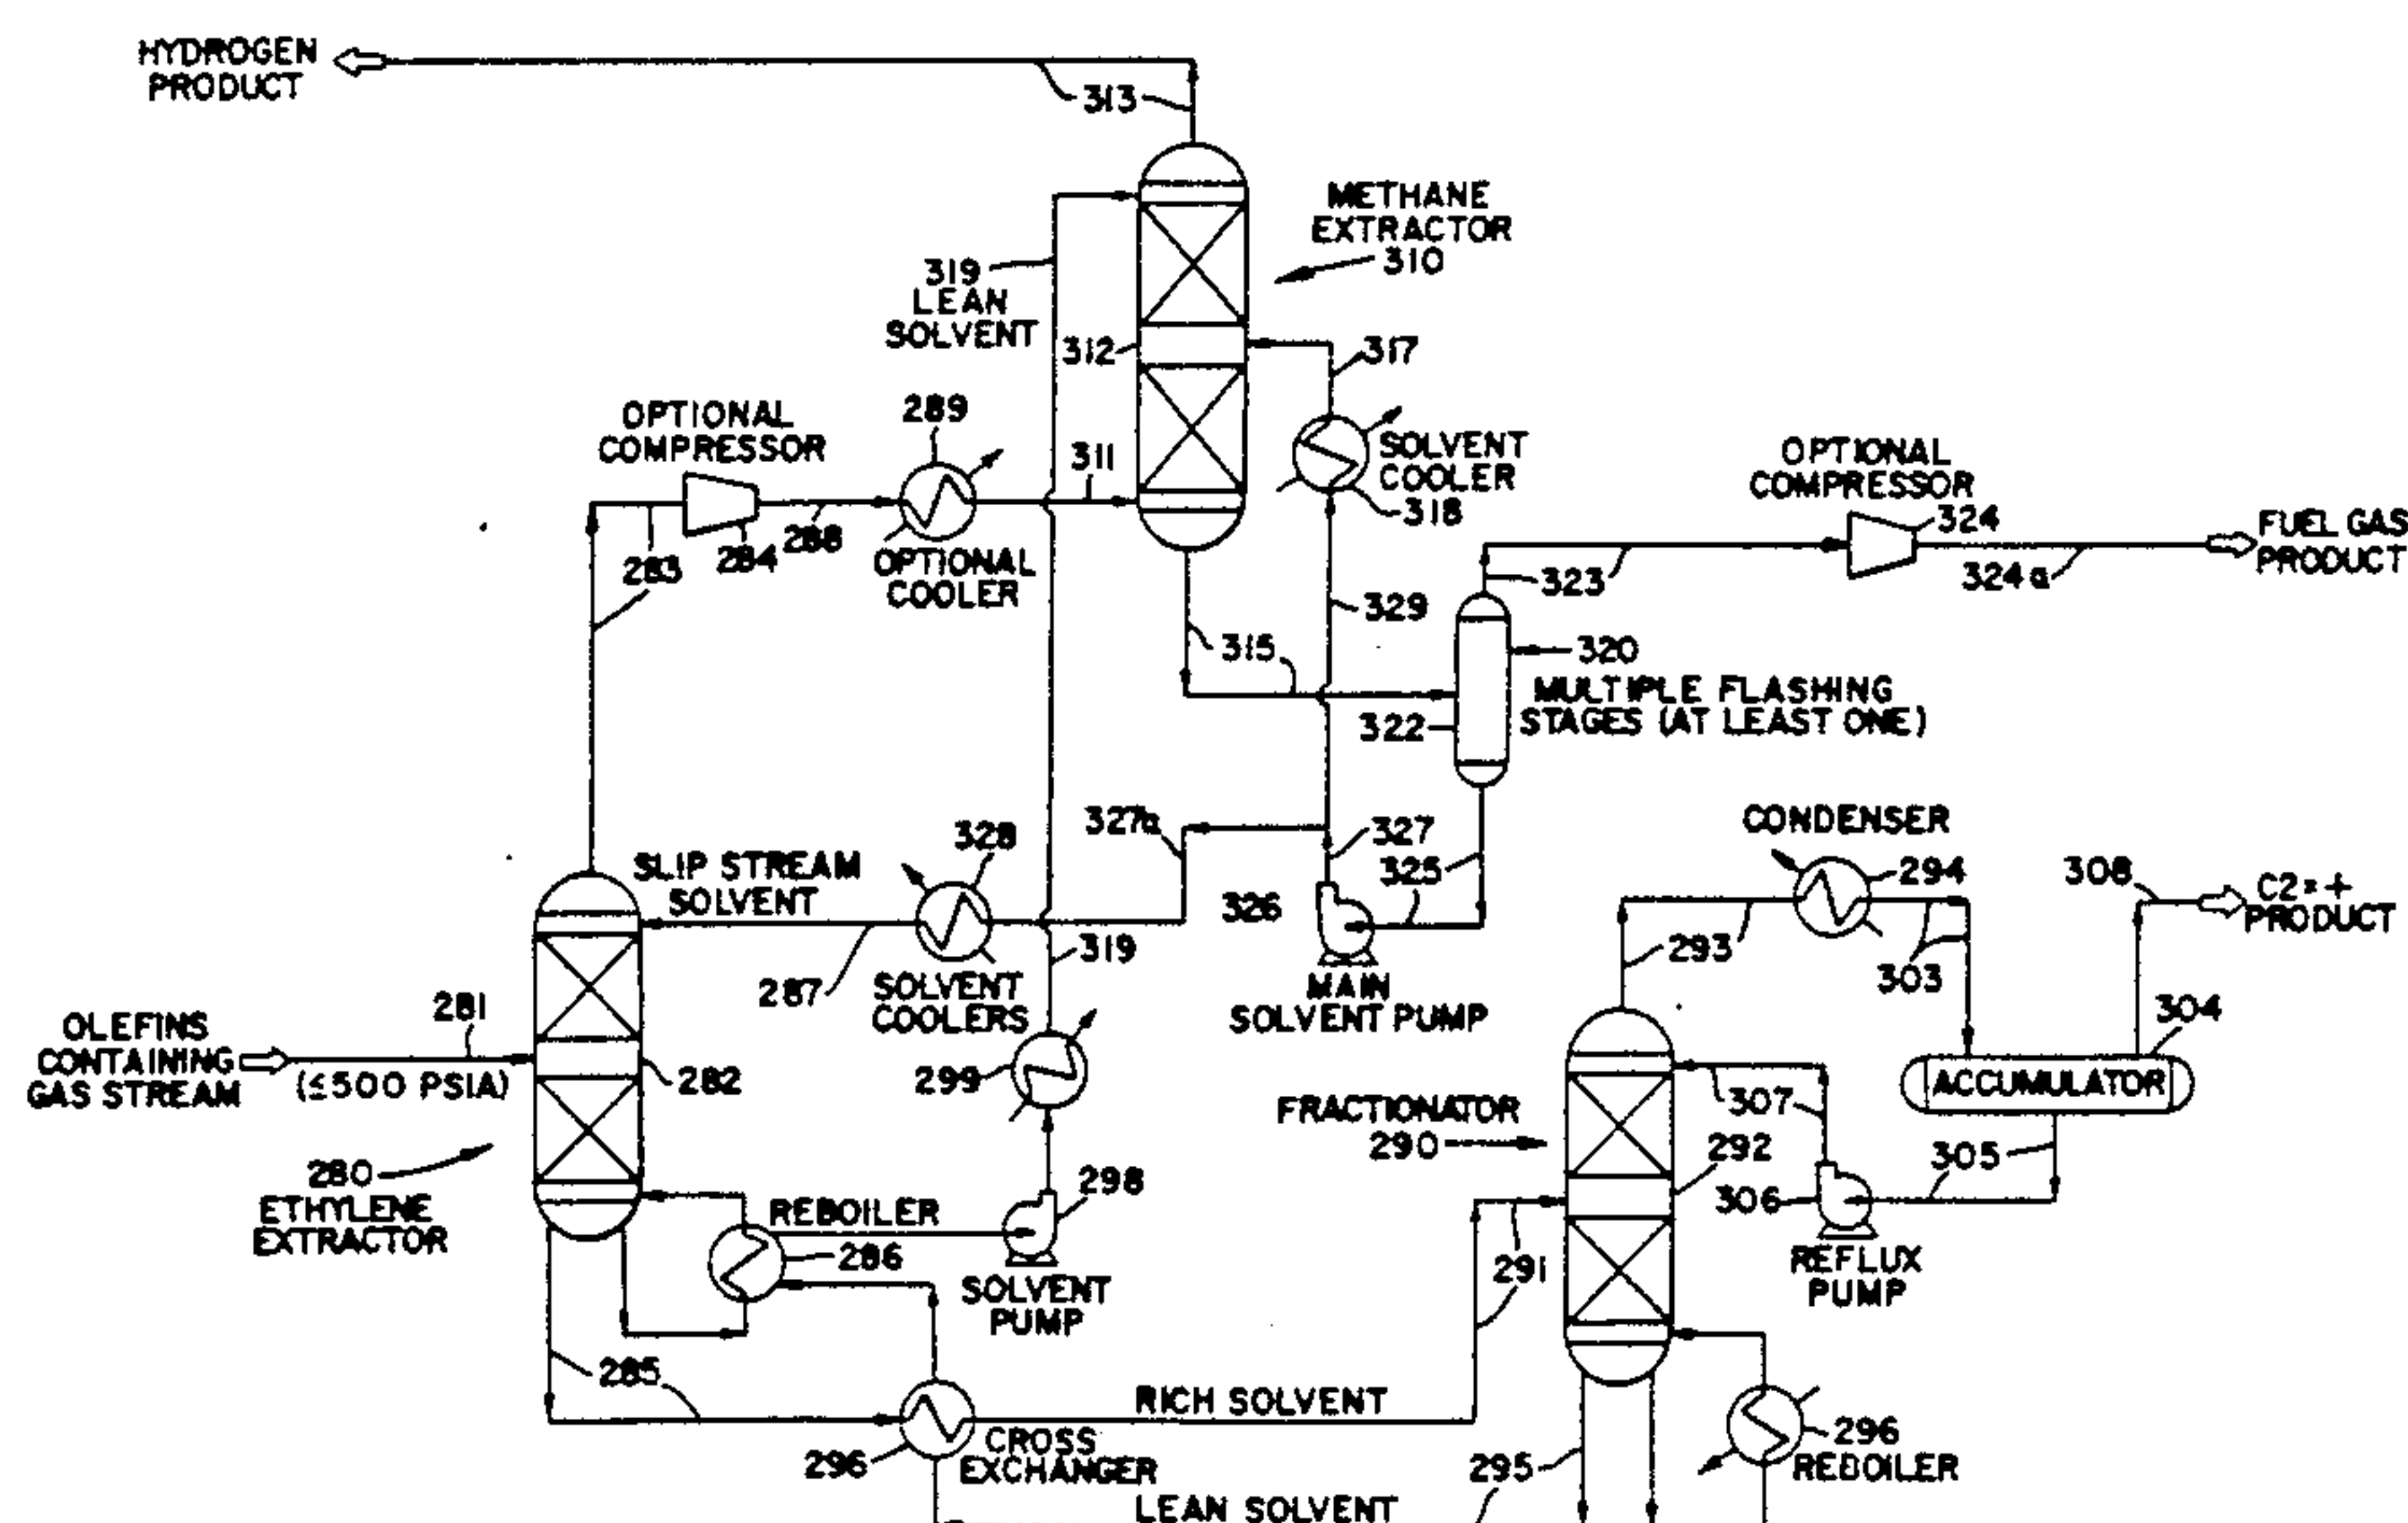 HYDROGEN
PRODUCT
313
METHANE
EXTRACTOR
310
319
LEAN
SOLVENT
312
317
OPTIONAL
COMPRESSOR
289
311
SOLVENT
COOLER
318
OPTIONAL
COMPRESSOR
324
FUEL GAS
PRODUCT
283
284
288
OPTIONAL
COOLER
323
324a
329
315
320
MULTIPLE FLASHING
STAGES (AT LEAST ONE)
322
327a
327
325
328
SLIP STREAM
SOLVENT
326
CONDENSER
294
308
C2=+
PRODUCT
293
303
287
SOLVENT
COOLERS
319
MAIN
SOLVENT PUMP
304
ACCUMULATOR
281
OLEFINS
CONTAINING
GAS STREAM
(≤500 PSIA)
282
299
FRACTIONATOR
290
307
292
305
280
ETHYLENE
EXTRACTOR
REBOILER
298
286
SOLVENT
PUMP
306
REFLUX
PUMP
291
285
RICH SOLVENT
296
CROSS
EXCHANGER
295
296
REBOILER
LEAN SOLVENT